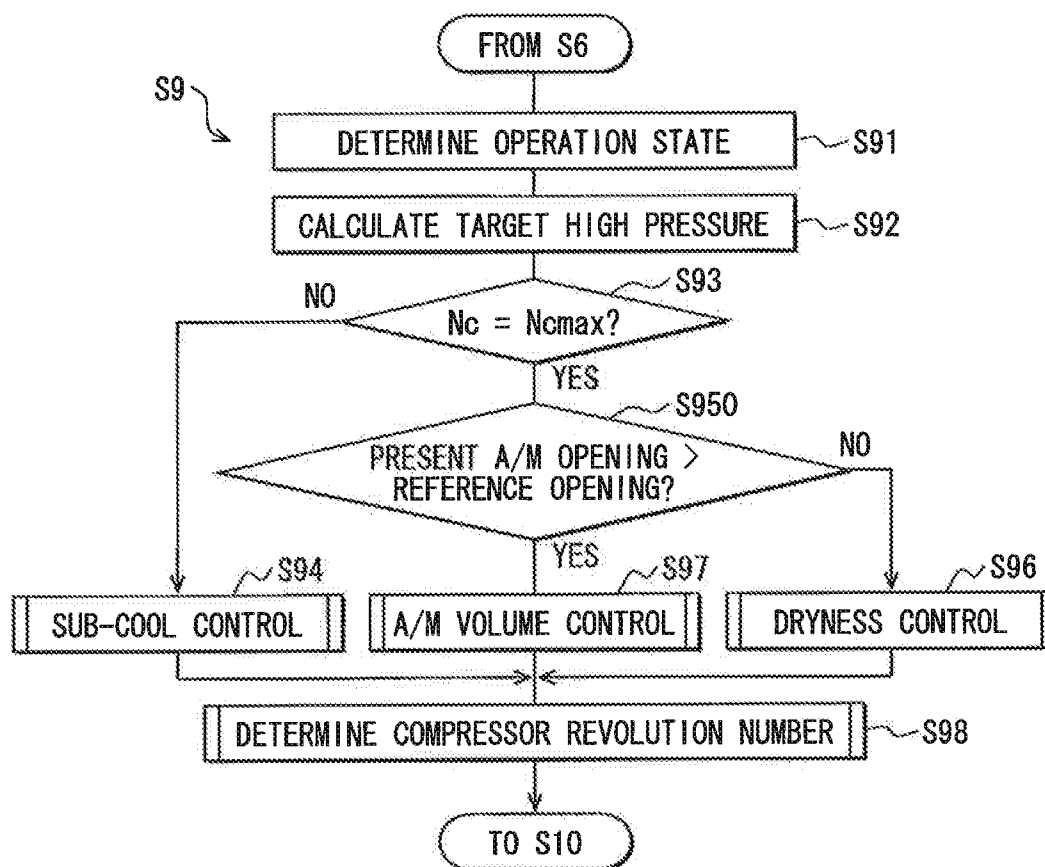 FROM S6
S9
DETERMINE OPERATION STATE
S91
CALCULATE TARGET HIGH PRESSURE
S92
S93
NO
Nc = Ncmax?
YES
S950
PRESENT A/M OPENING >
REFERENCE OPENING?
NO
YES
S94
S97
S96
SUB-COOL CONTROL
A/M VOLUME CONTROL
DRYNESS CONTROL
DETERMINE COMPRESSOR REVOLUTION NUMBER
S98
TO S10